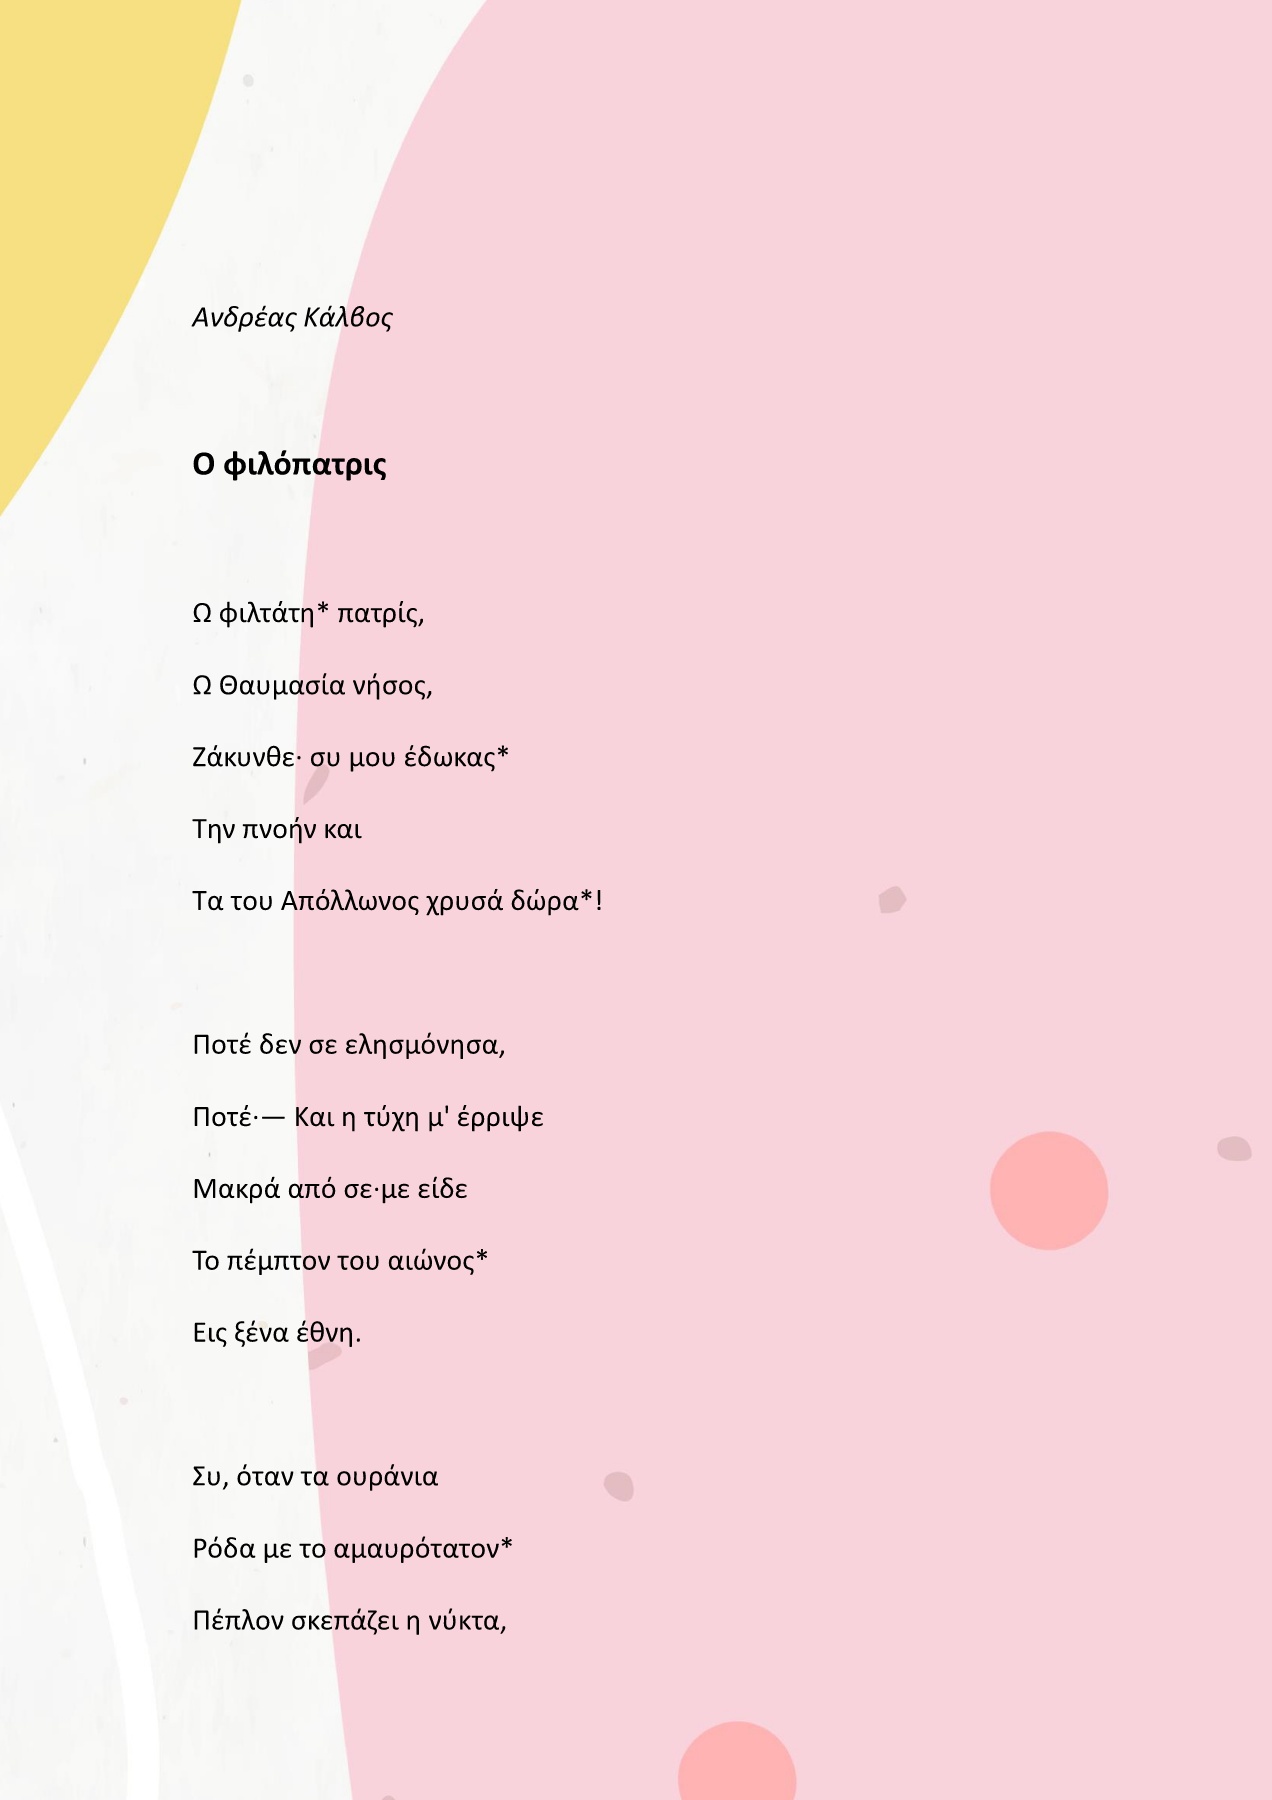 Ανδρέας Κάλβος
Ο φιλόπατρις
Ω φιλτάτη* πατρίς,
Ω Θαυμασία νήσος,
Ζάκυνθε· συ μου έδωκας*
Την πνοήν και
Τα του Απόλλωνος χρυσά δώρα*!
Ποτέ δεν σε ελησμόνησα,
Ποτέ·— Και η τύχη μ' έρριψε
Μακρά από σε·με είδε
Το πέμπτον του αιώνος*
Εις ξένα έθνη.
Συ, όταν τα ουράνια
Ρόδα με το αμαυρότατον*
Πέπλον σκεπάζει η νύκτα,